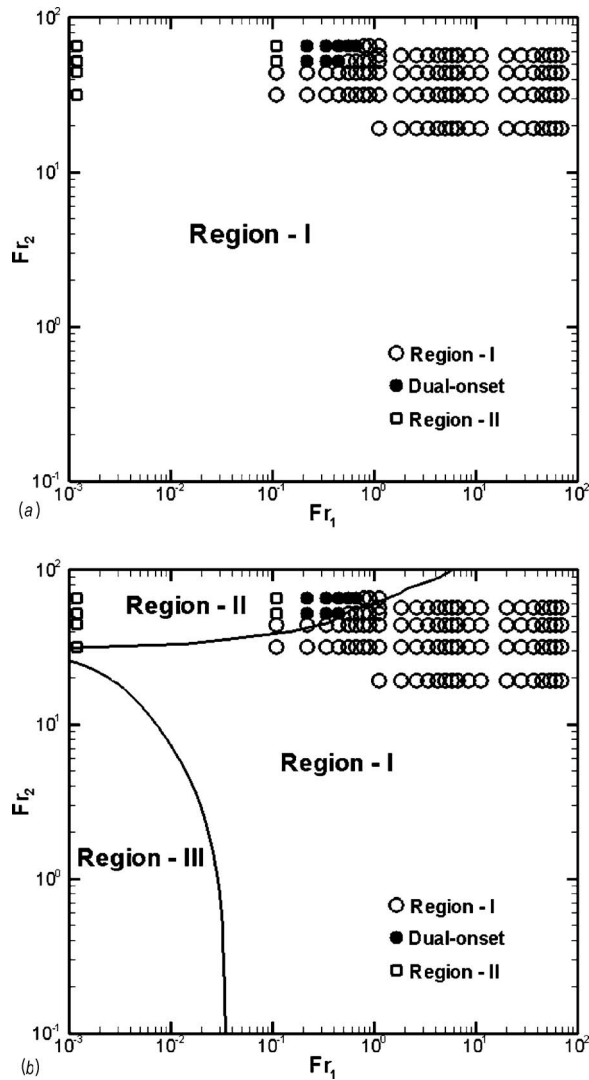 10²
10¹
10⁰
10⁻¹
Fr₂
Region - I
Region - I
Dual-onset
Region - II
10⁻³
10⁻²
10⁻¹
10⁰
10¹
10²
(a)
Fr₁
10²
10¹
10⁰
10⁻¹
Fr₂
Region - II
Region - I
Region - III
Region - I
Dual-onset
Region - II
10⁻³
10⁻²
10⁻¹
10⁰
10¹
10²
(b)
Fr₁